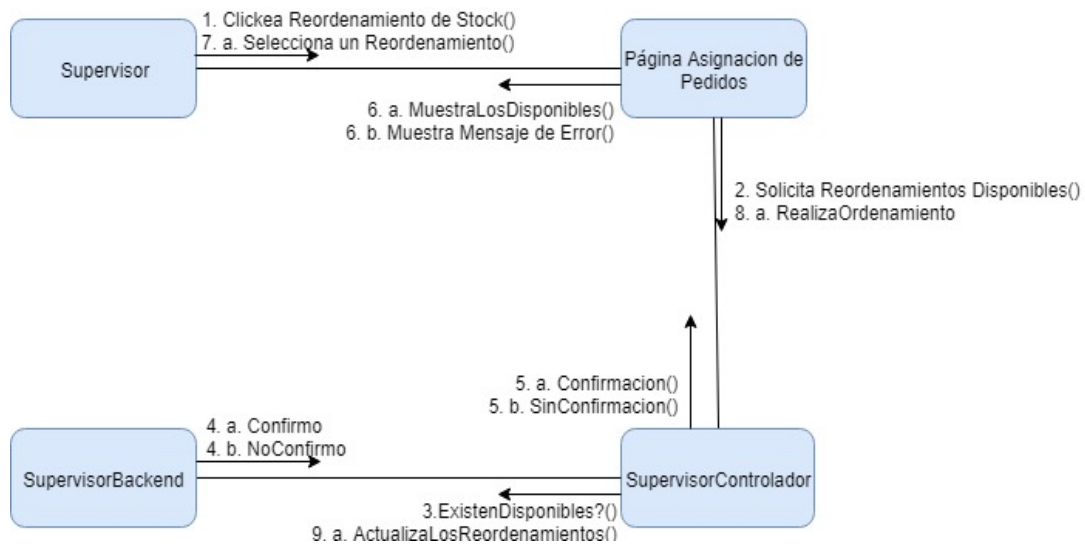 1. Clickea Reordenamiento de Stock()
7. a. Selecciona un Reordenamiento()
Supervisor
Página Asignacion de
Pedidos
6. a. MuestraLosDisponibles()
6. b. Muestra Mensaje de Error()
2. Solicita Reordenamientos Disponibles()
8. a. RealizaOrdenamiento
5. a. Confirmacion()
5. b. SinConfirmacion()
4. a. Confirmo
4. b. NoConfirmo
SupervisorBackend
SupervisorControlador
3.ExistenDisponibles?()
9. a. ActualizaLosReordenamientos()